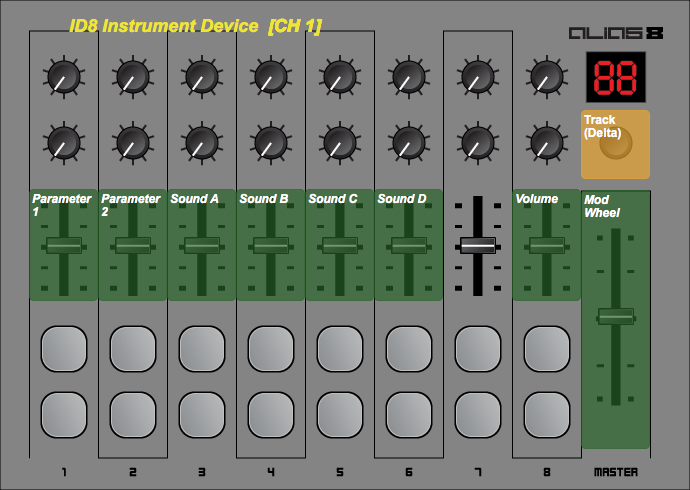 ID8 Instrument Device [CH 1]
ALIAS 8
88
Track
(Delta)
Parameter
1
Parameter
2
Sound A
Sound B
Sound C
Sound D
Volume
Mod
Wheel
1 2 3 4 5 6 7 8 MASTER